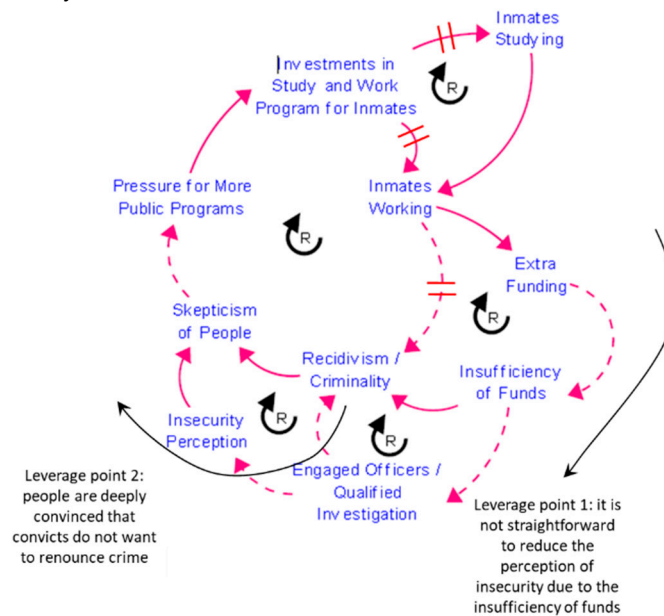 Inmates
Studying
Investments in
Study and Work
Program for Inmates
R
Pressure for More
Public Programs
Inmates
Working
R
Extra
Funding
Skepticism
of People
R
Recidivism /
Criminality
Insufficiency
of Funds
Insecurity
Perception
R
R
Engaged Officers /
Qualified
Investigation
Leverage point 2:
people are deeply
convinced that
convicts do not want
to renounce crime
Leverage point 1: it is
not straightforward
to reduce the
perception of
insecurity due to the
insufficiency of funds